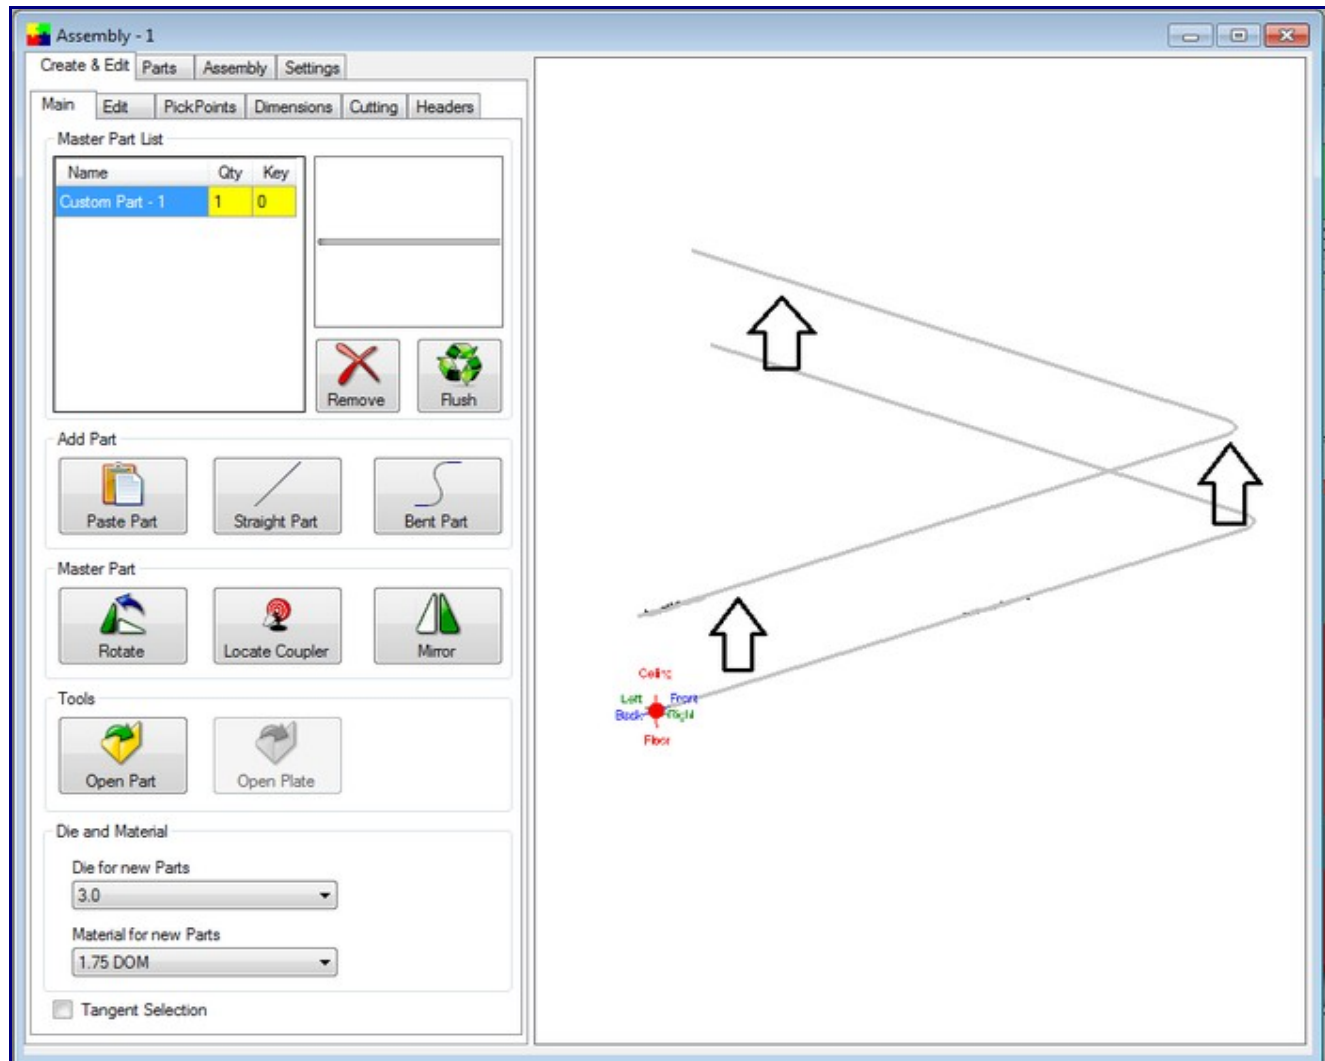 Assembly - 1
Create & Edit Parts Assembly Settings
Main Edit PickPoints Dimensions Cutting Headers
Master Part List
Name Qty Key
Custom Part - 1 1 0
Remove Flush
Add Part
Paste Part Straight Part Bent Part
Master Part
Rotate Locate Coupler Mirror
Tools
Open Part Open Plate
Die and Material
Die for new Parts
3.0
Material for new Parts
1.75 DOM
Tangent Selection
Ceiling
Left Front
Back Right
Floor